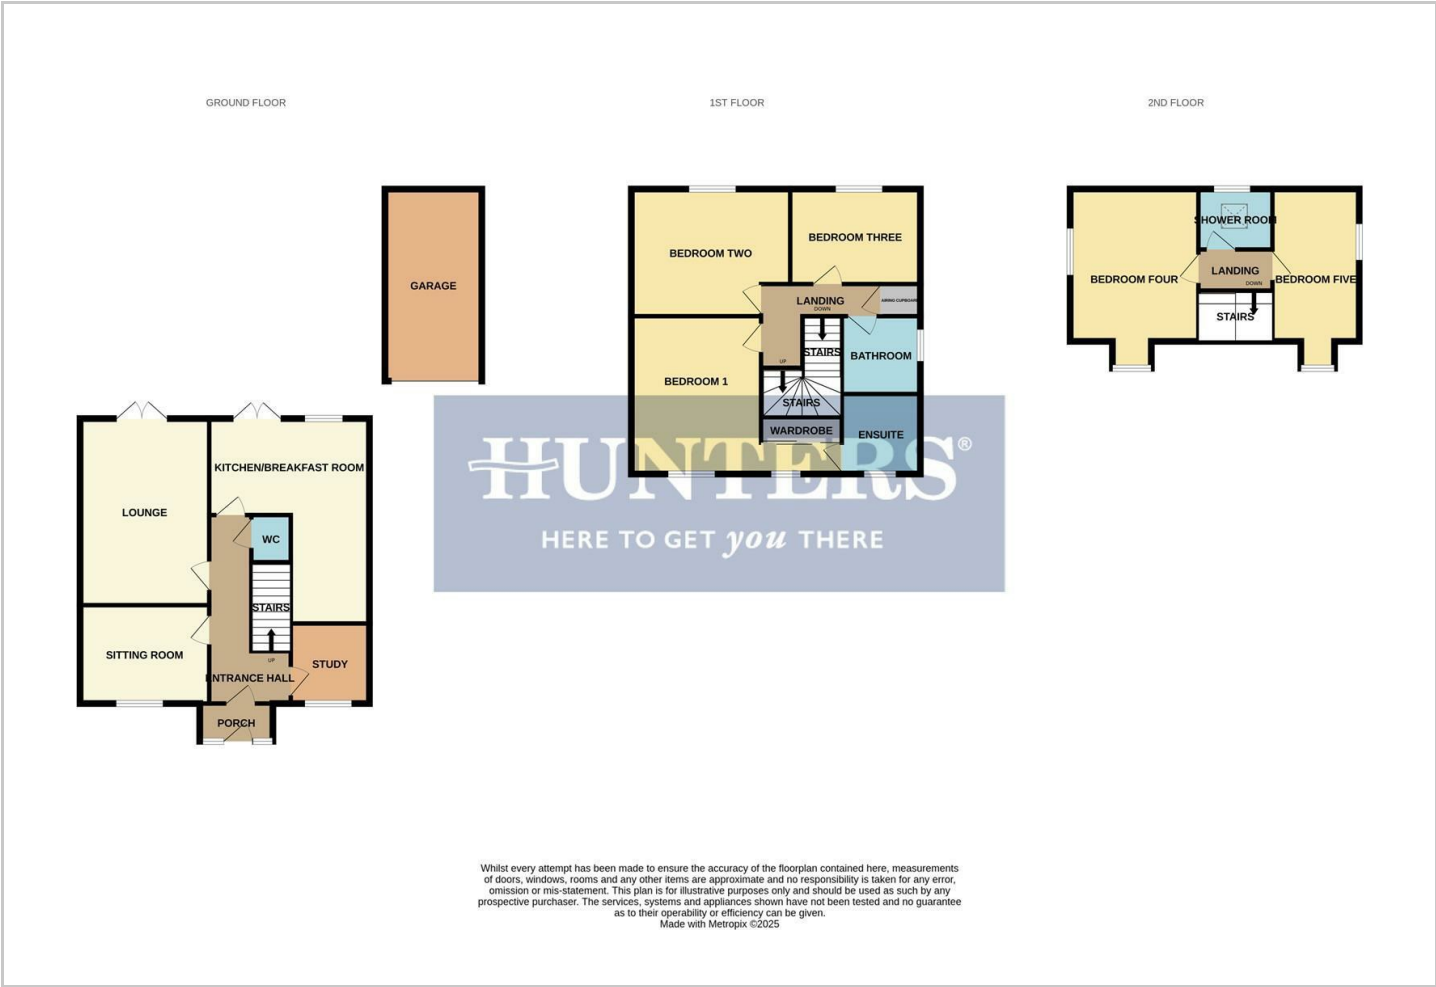 GROUND FLOOR
1ST FLOOR
2ND FLOOR
GARAGE
KITCHEN/BREAKFAST ROOM
LOUNGE
WC
STAIRS
SITTING ROOM
UP
STUDY
ENTRANCE HALL
PORCH
BEDROOM TWO
BEDROOM THREE
LANDING
DOWN
AIRING CUPBOARD
STAIRS
BATHROOM
UP
BEDROOM 1
STAIRS
WARDROBE
ENSUITE
SHOWER ROOM
BEDROOM FOUR
LANDING
DOWN
BEDROOM FIVE
STAIRS
HUNTERS®
HERE TO GET you THERE
Whilst every attempt has been made to ensure the accuracy of the floorplan contained here, measurements
of doors, windows, rooms and any other items are approximate and no responsibility is taken for any error,
omission or mis-statement. This plan is for illustrative purposes only and should be used as such by any
prospective purchaser. The services, systems and appliances shown have not been tested and no guarantee
as to their operability or efficiency can be given.
Made with Metropix ©2025